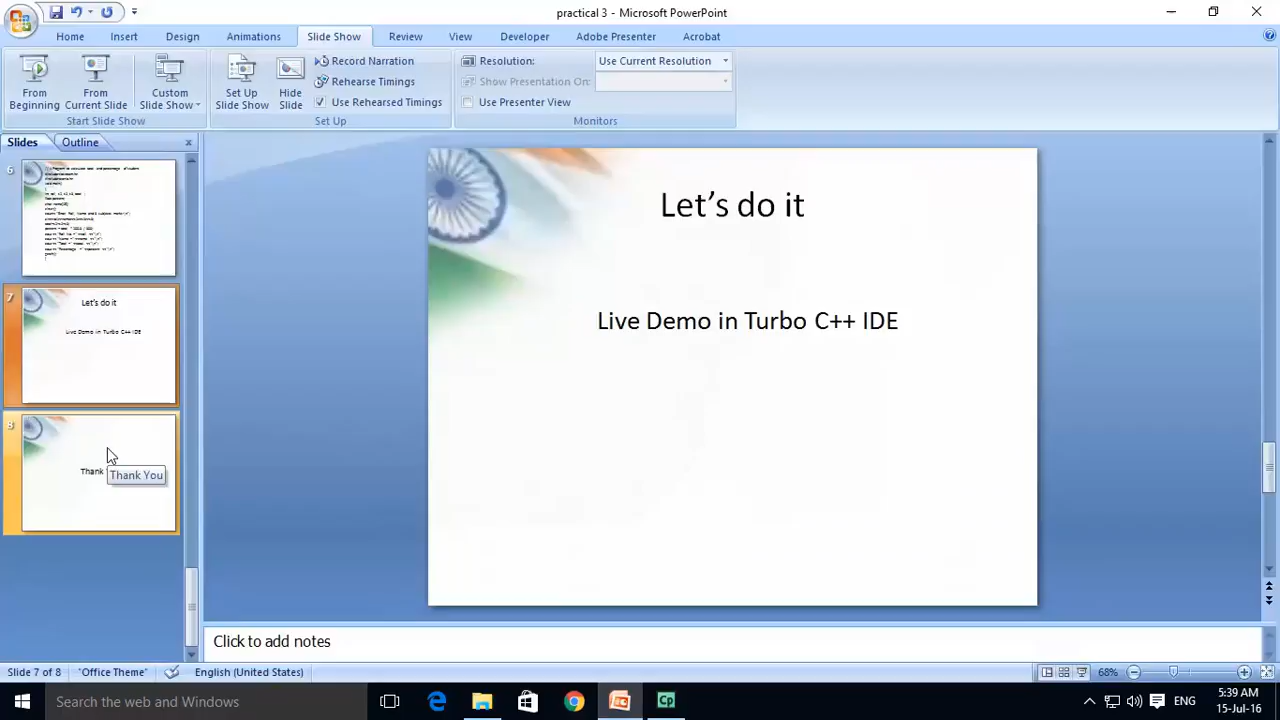 practical 3 - Microsoft PowerPoint
Home Insert Design Animations Slide Show Review View Developer Adobe Presenter Acrobat
From Beginning
From Current Slide
Custom Slide Show
Start Slide Show
Set Up Slide Show
Hide Slide
Record Narration
Rehearse Timings
Use Rehearsed Timings
Set Up
Resolution: Use Current Resolution
Show Presentation On:
Use Presenter View
Monitors
Slides Outline
6
7
Let's do it
Live Demo in Turbo C++ IDE
8
Thank
Thank You
Let's do it
Live Demo in Turbo C++ IDE
Click to add notes
Slide 7 of 8 "Office Theme" English (United States) 68%
Search the web and Windows
Cp
ENG
5:39 AM
15-Jul-16